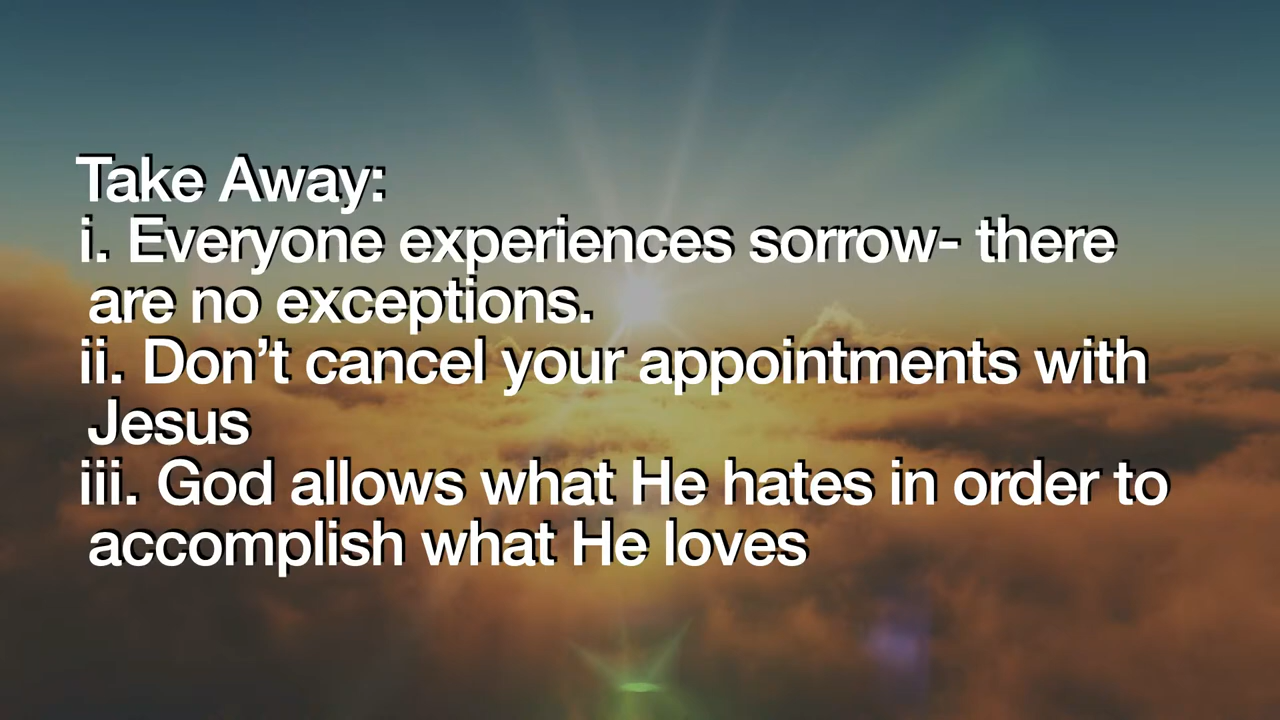 Take Away:
i. Everyone experiences sorrow- there
are no exceptions.
ii. Don’t cancel your appointments with
Jesus
iii. God allows what He hates in order to
accomplish what He loves